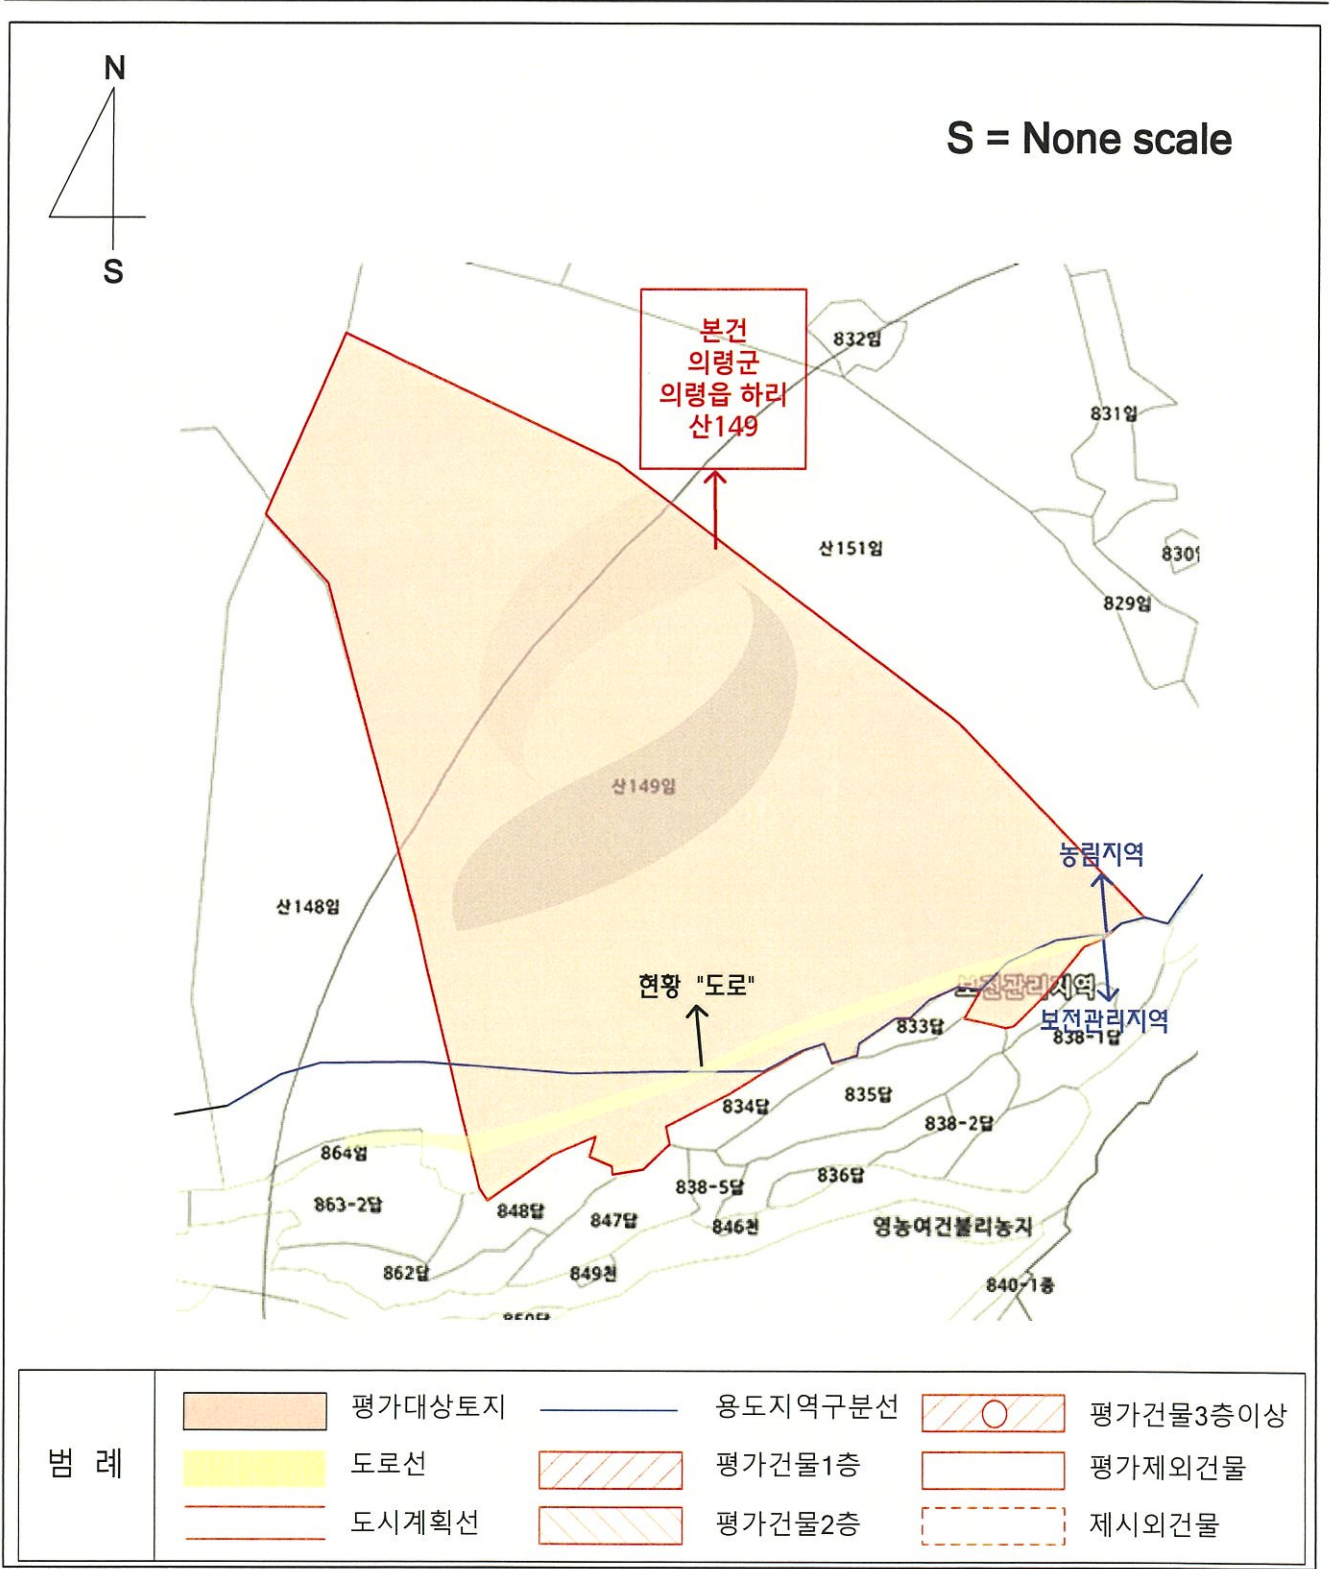 N
S
S = None scale
본건
의령군
의령읍 하리
산149
832임
831임
산151임
829임
산149임
농림지역
산148임
현황 "도로"
보전관리지역
보전관리지역
833답
838-1답
834답
835답
838-2답
864임
863-2답
838-5답
836답
848답
847답
846천
영농여건불리농지
862답
849천
840-1종
범 례
평가대상토지
용도지역구분선
평가건물3층이상
도로선
평가건물1층
평가제외건물
도시계획선
평가건물2층
제시외건물